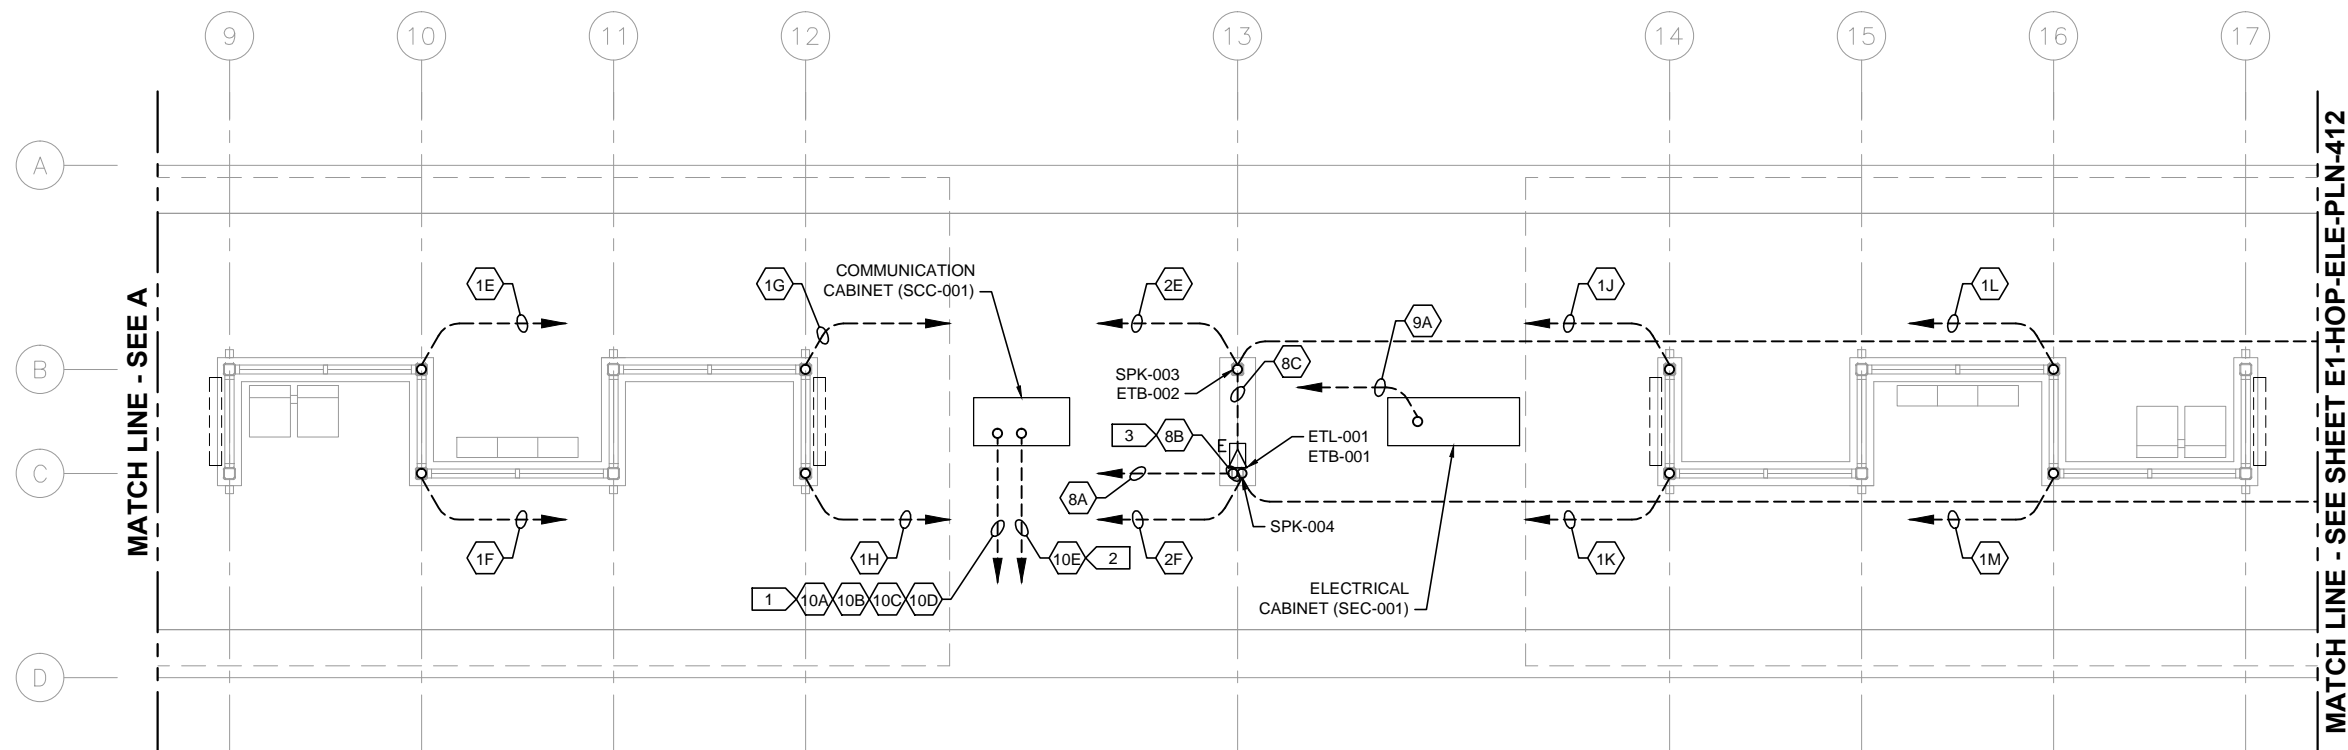 9 10 11 12 13 14 15 16 17
A
B
C
D
MATCH LINE - SEE A
MATCH LINE - SEE SHEET E1-HOP-ELE-PLN-412
1E
1G
COMMUNICATION
CABINET (SCC-001)
2E
1J
1L
9A
8C
SPK-003
ETB-002
3
8B
E
ETL-001
ETB-001
8A
SPK-004
1F
1H
10E
2
2F
1K
1M
1
10A
10B
10C
10D
ELECTRICAL
CABINET (SEC-001)